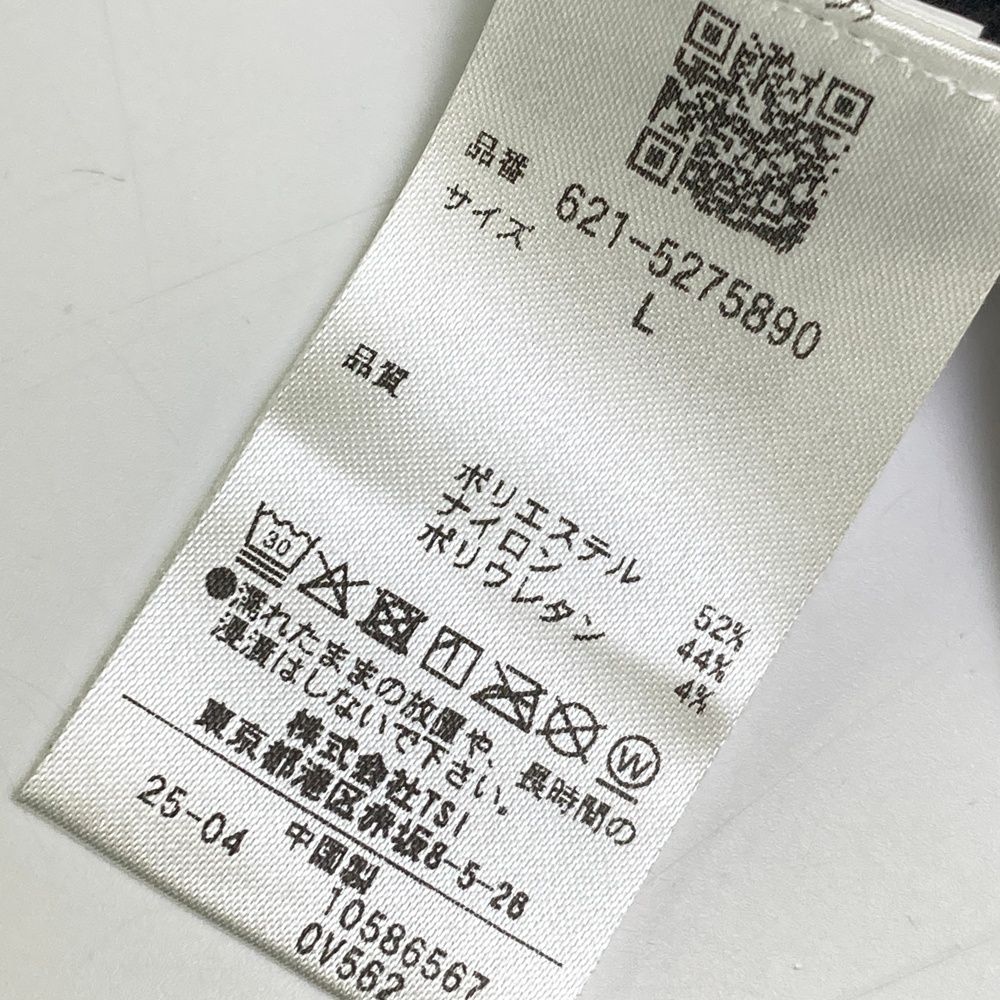 品番 621-5275890
サイズ L
品質
ポリエステル 52%
ナイロン 44%
ポリウレタン 4%
30
W
●濡れたままの放置や、長時間の
浸漬はしないで下さい。
株式会社TSI
東京都港区赤坂8-5-26
25-04 中国製
10586567
0V562